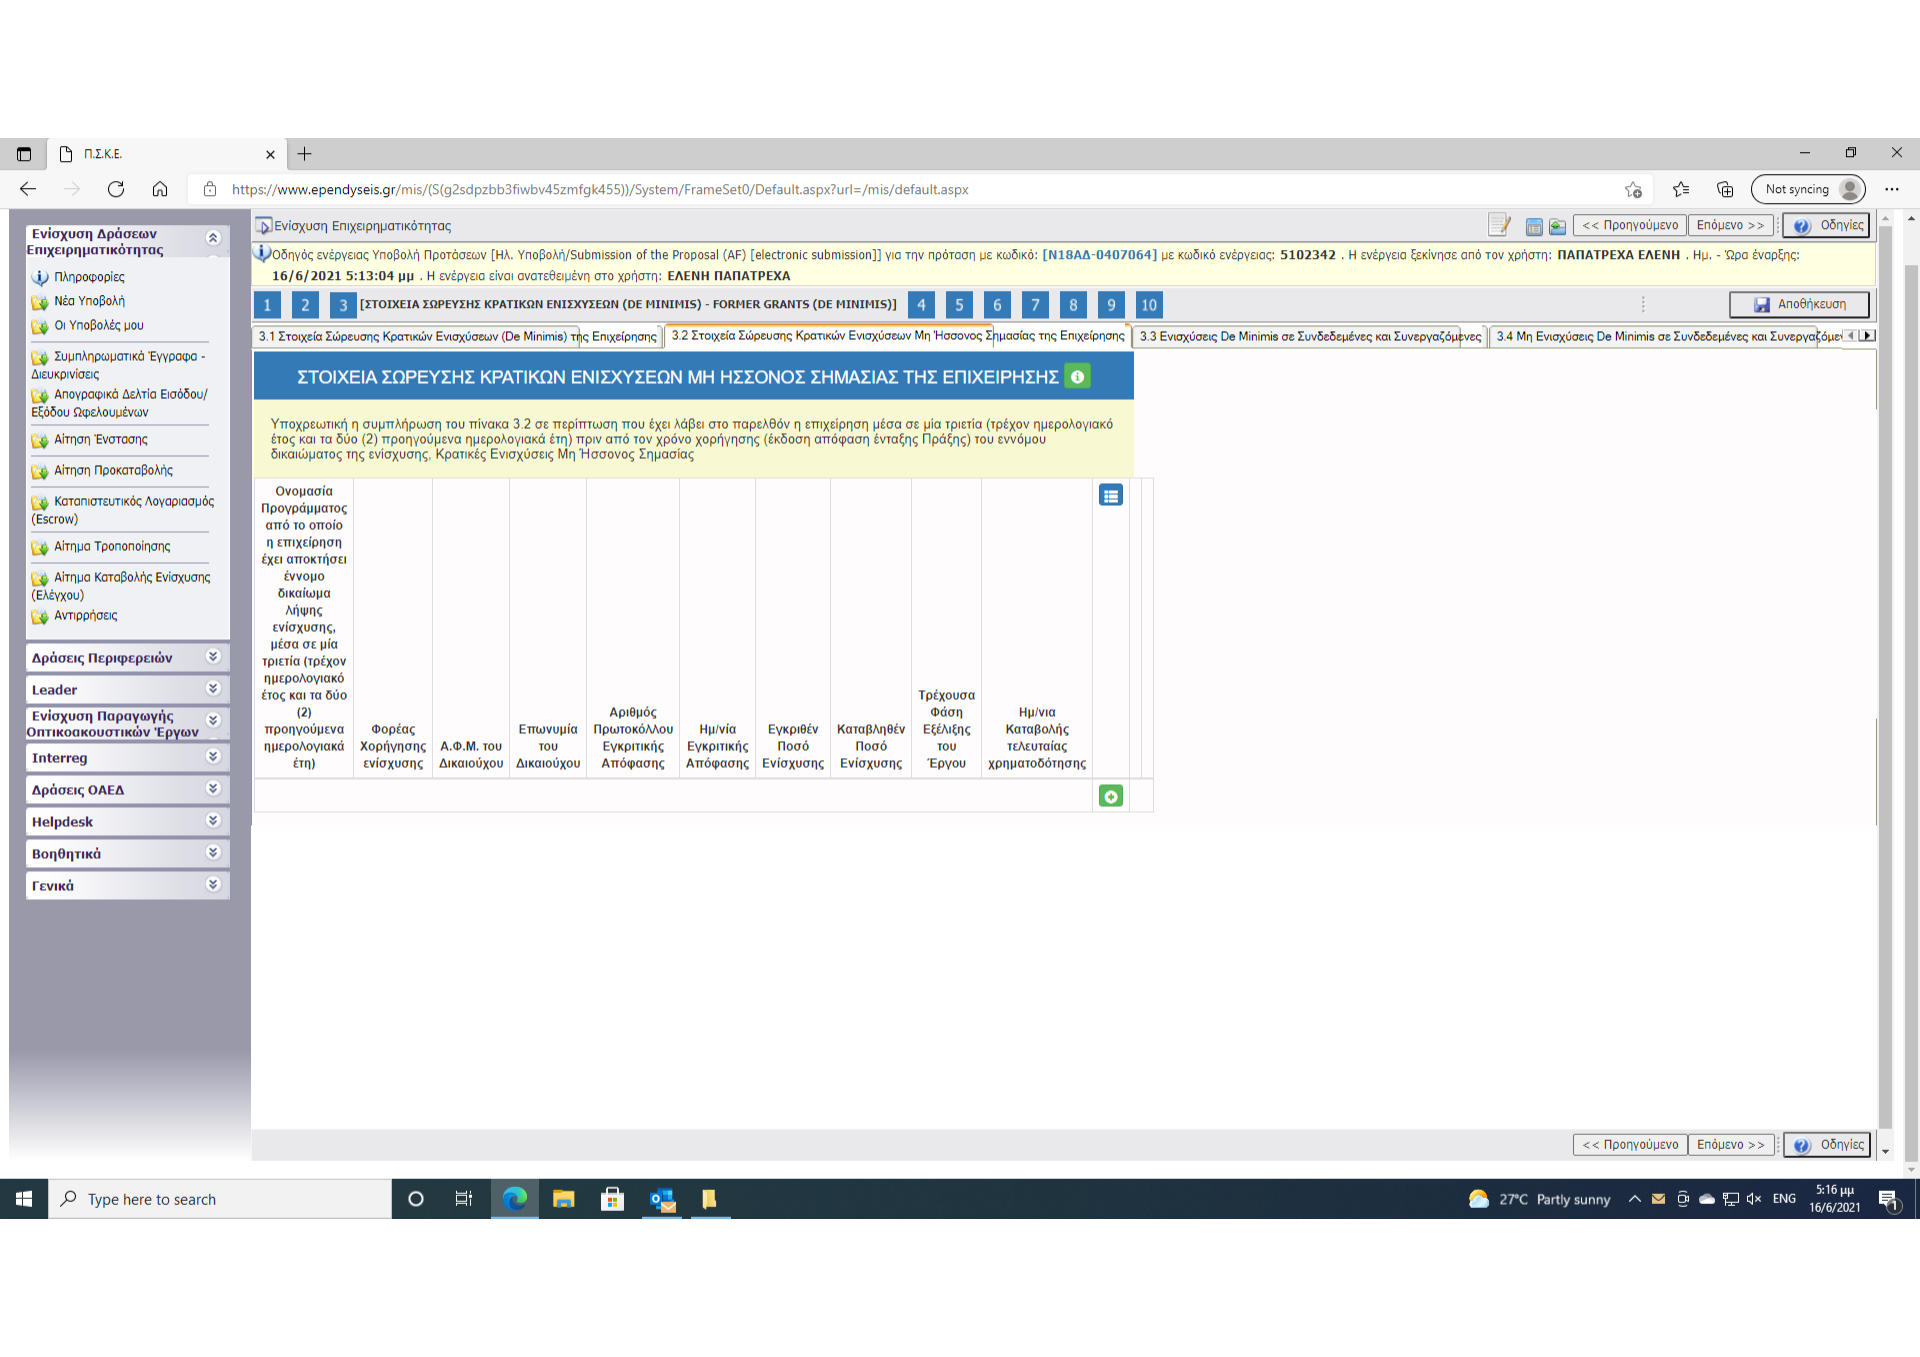 Π.Σ.Κ.Ε.
https://www.ependyseis.gr/mis/(S(g2sdpzbb3fiwbv45zmfgk455))/System/FrameSet0/Default.aspx?url=/mis/default.aspx
Not syncing
Ενίσχυση Δράσεων
Επιχειρηματικότητας
Πληροφορίες
Νέα Υποβολή
Οι Υποβολές μου
Συμπληρωματικά Έγγραφα -
Διευκρινίσεις
Απογραφικά Δελτία Εισόδου/
Εξόδου Ωφελουμένων
Αίτηση Ένστασης
Αίτηση Προκαταβολής
Καταπιστευτικός Λογαριασμός
(Escrow)
Αίτημα Τροποποίησης
Αίτημα Καταβολής Ενίσχυσης
(Ελέγχου)
Αντιρρήσεις
Δράσεις Περιφερειών
Leader
Ενίσχυση Παραγωγής
Οπτικοακουστικών Έργων
Interreg
Δράσεις ΟΑΕΔ
Helpdesk
Βοηθητικά
Γενικά
Ενίσχυση Επιχειρηματικότητας
<< Προηγούμενο Επόμενο >> Οδηγίες
Οδηγός ενέργειας Υποβολή Προτάσεων [Ηλ. Υποβολή/Submission of the Proposal (AF) [electronic submission]] για την πρόταση με κωδικό: [Ν18ΑΔ-0407064] με κωδικό ενέργειας: 5102342 . Η ενέργεια ξεκίνησε από τον χρήστη: ΠΑΠΑΤΡΕΧΑ ΕΛΕΝΗ . Ημ. - Ώρα έναρξης:
16/6/2021 5:13:04 μμ . Η ενέργεια είναι ανατεθειμένη στο χρήστη: ΕΛΕΝΗ ΠΑΠΑΤΡΕΧΑ
1 2 3 [ΣΤΟΙΧΕΙΑ ΣΩΡΕΥΣΗΣ ΚΡΑΤΙΚΩΝ ΕΝΙΣΧΥΣΕΩΝ (DE MINIMIS) - FORMER GRANTS (DE MINIMIS)] 4 5 6 7 8 9 10 Αποθήκευση
3.1 Στοιχεία Σώρευσης Κρατικών Ενισχύσεων (De Minimis) της Επιχείρησης 3.2 Στοιχεία Σώρευσης Κρατικών Ενισχύσεων Μη Ήσσονος Σημασίας της Επιχείρησης 3.3 Ενισχύσεις De Minimis σε Συνδεδεμένες και Συνεργαζόμενες 3.4 Μη Ενισχύσεις De Minimis σε Συνδεδεμένες και Συνεργαζόμε
ΣΤΟΙΧΕΙΑ ΣΩΡΕΥΣΗΣ ΚΡΑΤΙΚΩΝ ΕΝΙΣΧΥΣΕΩΝ ΜΗ ΗΣΣΟΝΟΣ ΣΗΜΑΣΙΑΣ ΤΗΣ ΕΠΙΧΕΙΡΗΣΗΣ
Υποχρεωτική η συμπλήρωση του πίνακα 3.2 σε περίπτωση που έχει λάβει στο παρελθόν η επιχείρηση μέσα σε μία τριετία (τρέχον ημερολογιακό
έτος και τα δύο (2) προηγούμενα ημερολογιακά έτη) πριν από τον χρόνο χορήγησης (έκδοση απόφαση ένταξης Πράξης) του εννόμου
δικαιώματος της ενίσχυσης, Κρατικές Ενισχύσεις Μη Ήσσονος Σημασίας
Ονομασία
Προγράμματος
από το οποίο
η επιχείρηση
έχει αποκτήσει
έννομο
δικαίωμα
λήψης
ενίσχυσης,
μέσα σε μία
τριετία (τρέχον
ημερολογιακό
έτος και τα δύο
(2)
προηγούμενα
ημερολογιακά
έτη)
Φορέας
Χορήγησης
ενίσχυσης
Α.Φ.Μ. του
Δικαιούχου
Επωνυμία
του
Δικαιούχου
Αριθμός
Πρωτοκόλλου
Εγκριτικής
Απόφασης
Ημ/νία
Εγκριτικής
Απόφασης
Εγκριθέν
Ποσό
Ενίσχυσης
Καταβληθέν
Ποσό
Ενίσχυσης
Τρέχουσα
Φάση
Εξέλιξης
του
Έργου
Ημ/νια
Καταβολής
τελευταίας
χρηματοδότησης
<< Προηγούμενο Επόμενο >> Οδηγίες
Type here to search
27°C Partly sunny
ENG
5:16 μμ
16/6/2021
1